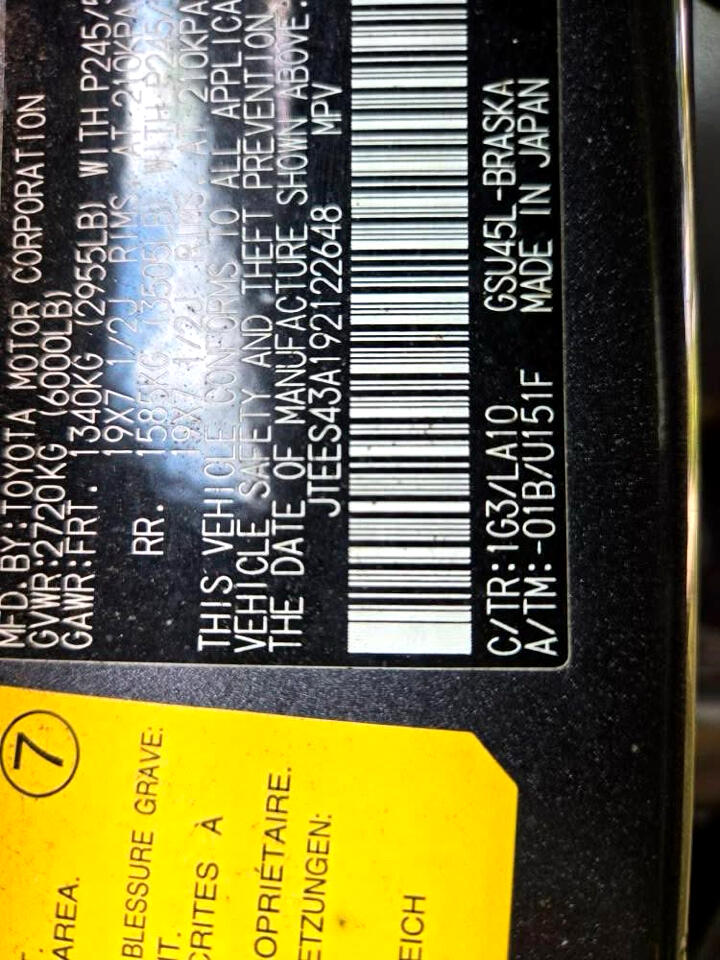 MFD. BY:TOYOTA MOTOR CORPORATION
GVWR:2720KG (6000LB)
GAWR:FRT. 1340KG (2955LB) WITH P245/5
19X7 1/2J RIMS, AT 210KPA
RR. 1585KG (3505LB) WITH P245/
19X7 1/2J RIMS, AT 210KPA
THIS VEHICLE CONFORMS TO ALL APPLICA
VEHICLE SAFETY AND THEFT PREVENTION
THE DATE OF MANUFACTURE SHOWN ABOVE.
JTEES43A192122648 MPV
C/TR:1G3/LA10 GSU45L-BRASKA
A/TM:-01B/U151F MADE IN JAPAN
7
AREA.
BLESSURE GRAVE:
NT.
CRITES À
OPRIÉTAIRE.
ETZUNGEN:
EICH